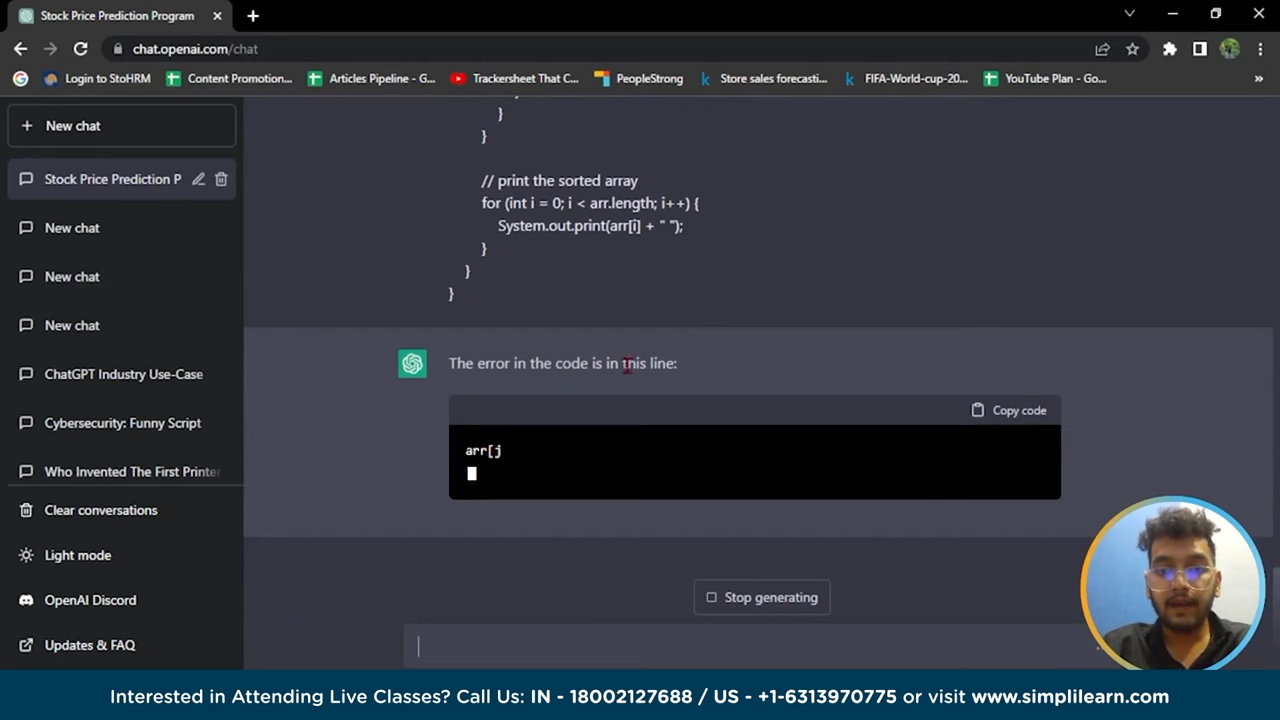 Stock Price Prediction Program
chat.openai.com/chat
Login to StoHRM
Content Promotion...
Articles Pipeline - G...
Trackersheet That C...
PeopleStrong
Store sales forecasti...
FIFA-World-cup-20...
YouTube Plan - Go...
»
+ New chat
Stock Price Prediction P
New chat
New chat
New chat
ChatGPT Industry Use-Case
Cybersecurity: Funny Script
Who Invented The First Printer
Clear conversations
Light mode
OpenAI Discord
Updates & FAQ
}
}
// print the sorted array
for (int i = 0; i < arr.length; i++) {
System.out.print(arr[i] + " ");
}
}
}
The error in the code is in this line:
Copy code
arr[j
Stop generating
Interested in Attending Live Classes? Call Us: IN - 18002127688 / US - +1-6313970775 or visit www.simplilearn.com